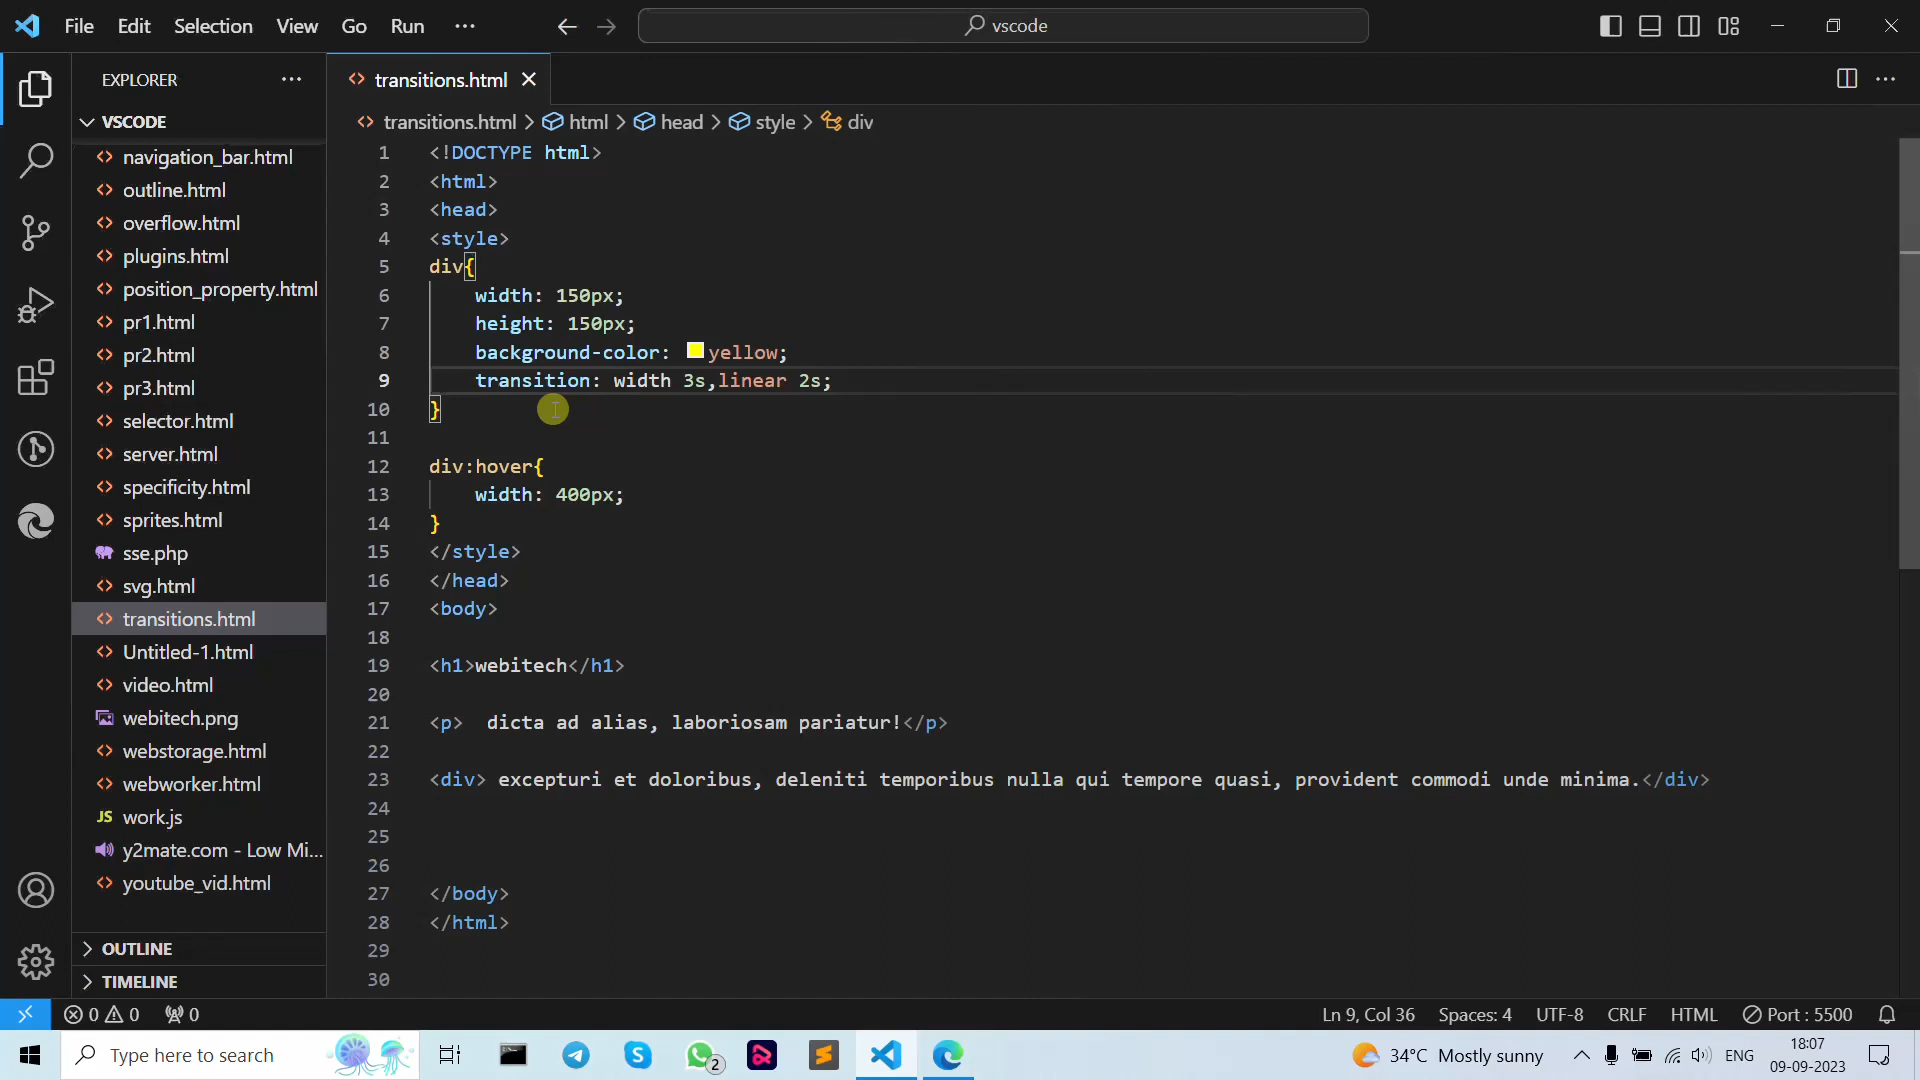 File Edit Selection View Go Run ···
vscode
EXPLORER
VSCODE
navigation_bar.html
outline.html
overflow.html
plugins.html
position_property.html
pr1.html
pr2.html
pr3.html
selector.html
server.html
specificity.html
sprites.html
sse.php
svg.html
transitions.html
Untitled-1.html
video.html
webitech.png
webstorage.html
webworker.html
JS work.js
y2mate.com - Low Mi...
youtube_vid.html
OUTLINE
TIMELINE
transitions.html
transitions.html > html > head > style > div
1 <!DOCTYPE html>
2 <html>
3 <head>
4 <style>
5 div{
6 width: 150px;
7 height: 150px;
8 background-color: yellow;
9 transition: width 3s,linear 2s;
10 }
11
12 div:hover{
13 width: 400px;
14 }
15 </style>
16 </head>
17 <body>
18
19 <h1>webitech</h1>
20
21 <p>  dicta ad alias, laboriosam pariatur!</p>
22
23 <div> excepturi et doloribus, deleniti temporibus nulla qui tempore quasi, provident commodi unde minima.</div>
24
25
26
27 </body>
28 </html>
29
30
0 0 0
Ln 9, Col 36 Spaces: 4 UTF-8 CRLF HTML Port : 5500
Type here to search
2
34°C Mostly sunny
ENG
18:07
09-09-2023